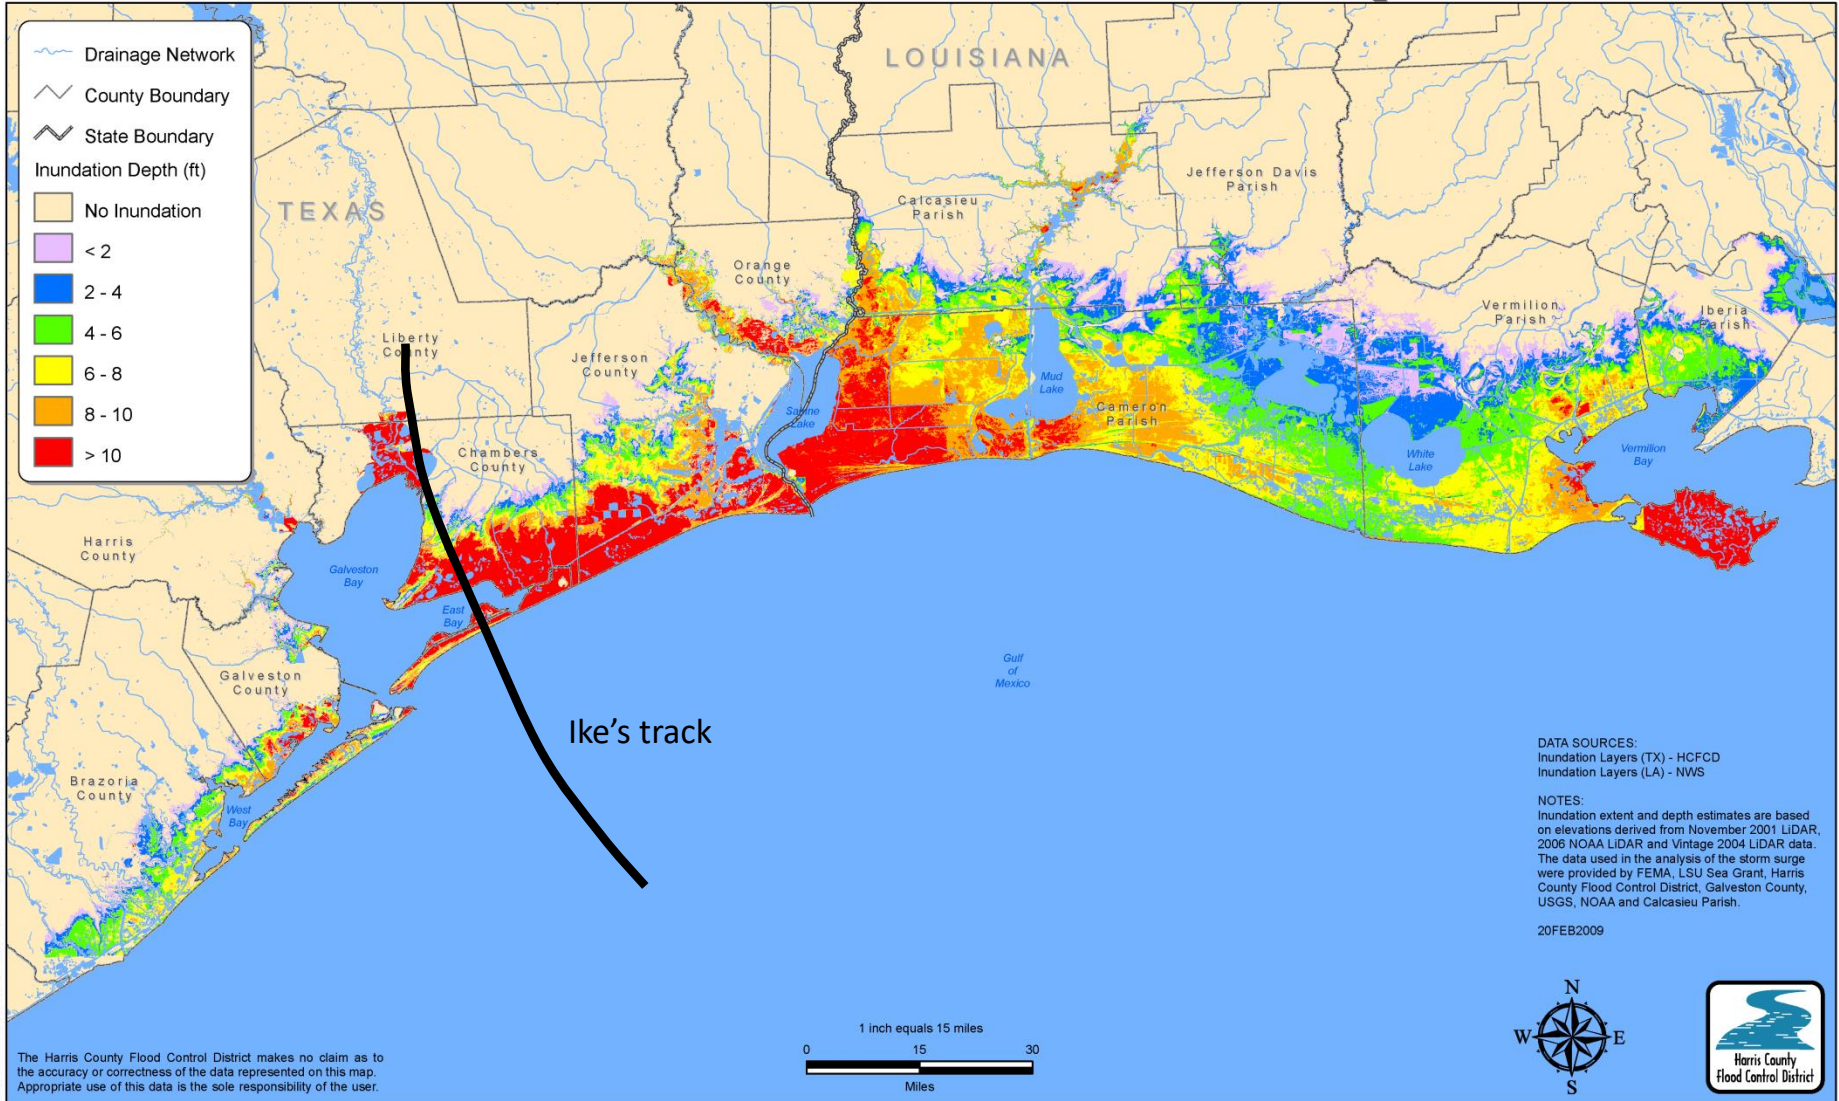 Drainage Network
County Boundary
State Boundary
Inundation Depth (ft)
No Inundation
< 2
2 - 4
4 - 6
6 - 8
8 - 10
> 10
LOUISIANA
TEXAS
Jefferson Davis
Parish
Calcasieu
Parish
Orange
County
Vermilion
Parish
Iberia
Parish
Liberty
County
Jefferson
County
Mud
Lake
Sabine
Lake
Cameron
Parish
Chambers
County
White
Lake
Vermilion
Bay
Harris
County
Galveston
Bay
East
Bay
Gulf
of
Mexico
Galveston
County
Ike’s track
Brazoria
County
West
Bay
DATA SOURCES:
Inundation Layers (TX) - HCFCD
Inundation Layers (LA) - NWS
NOTES:
Inundation extent and depth estimates are based
on elevations derived from November 2001 LiDAR,
2006 NOAA LiDAR and Vintage 2004 LiDAR data.
The data used in the analysis of the storm surge
were provided by FEMA, LSU Sea Grant, Harris
County Flood Control District, Galveston County,
USGS, NOAA and Calcasieu Parish.
20FEB2009
1 inch equals 15 miles
0 15 30
Miles
N
W E
S
Harris County
Flood Control District
The Harris County Flood Control District makes no claim as to
the accuracy or correctness of the data represented on this map.
Appropriate use of this data is the sole responsibility of the user.